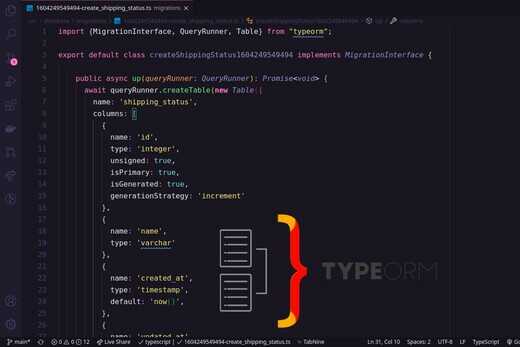 1604249549494-create_shipping_status.ts migrations
src > database > migrations > 1604249549494-create_shipping_status.ts > createShippingStatus1604249549494 > up > columns
1 import {MigrationInterface, QueryRunner, Table} from "typeorm";
2
3 export default class createShippingStatus1604249549494 implements MigrationInterface {
4
5 public async up(queryRunner: QueryRunner): Promise<void> {
6 await queryRunner.createTable(new Table({
7 name: 'shipping_status',
8 columns: [
9 {
10 name: 'id',
11 type: 'integer',
12 unsigned: true,
13 isPrimary: true,
14 isGenerated: true,
15 generationStrategy: 'increment'
16 },
17 {
18 name: 'name',
19 type: 'varchar'
20 },
21 {
22 name: 'created_at',
23 type: 'timestamp',
24 default: 'now()',
25 },
26 {
27 name: 'updated_at',
TYPEORM
main* 0 0 12 Live Share typescript 1604249549494-create_shipping_status.ts TabNine Ln 31, Col 10 Spaces: 2 UTF-8 LF TypeScript Go